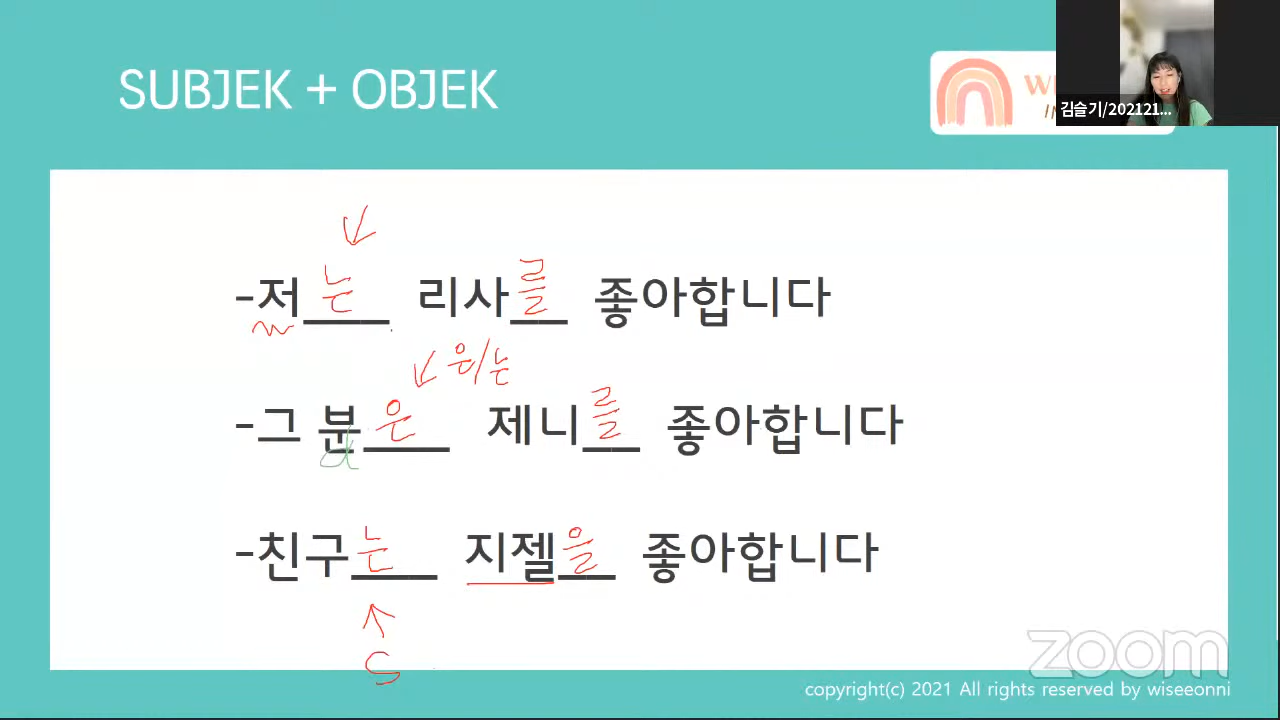 SUBJEK + OBJEK
김슬기/202121...
-저는 리사를 좋아합니다
은/는
-그 분은 제니를 좋아합니다
-친구는 지젤을 좋아합니다
S
zoom
copyright(c) 2021 All rights reserved by wiseeonni